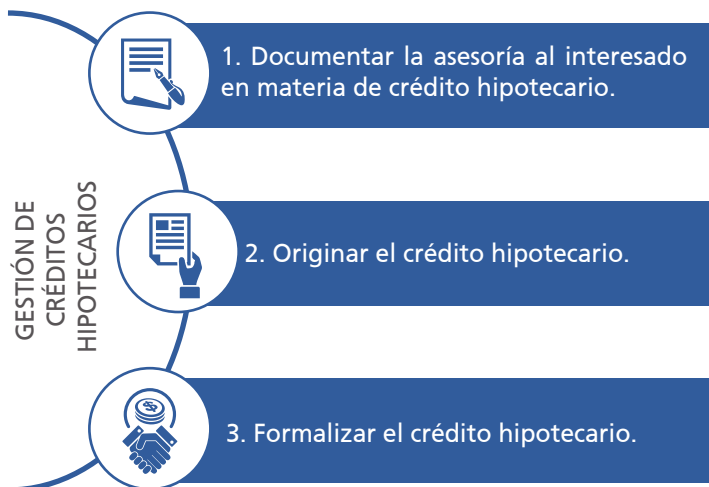 GESTIÓN DE
CRÉDITOS
HIPOTECARIOS
1. Documentar la asesoría al interesado
en materia de crédito hipotecario.
2. Originar el crédito hipotecario.
3. Formalizar el crédito hipotecario.